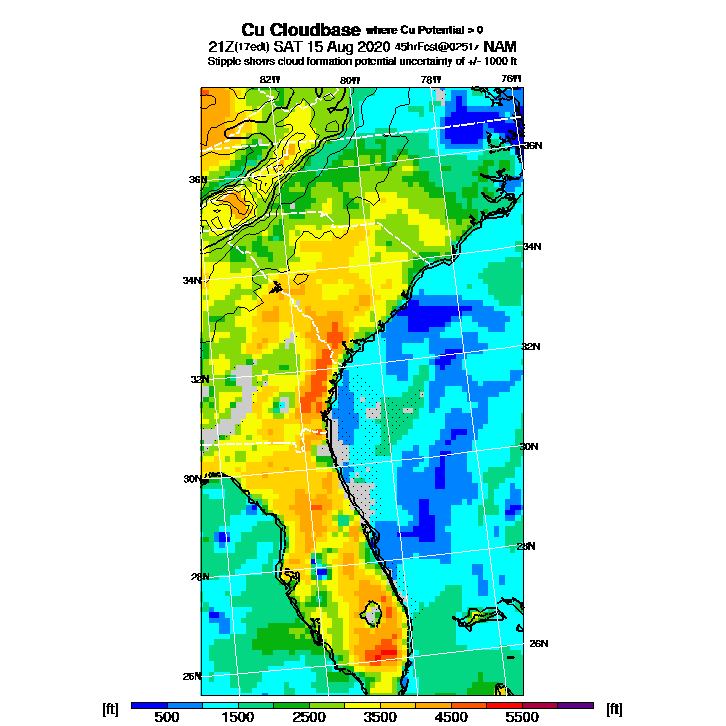 Cu Cloudbase where Cu Potential > 0
21Z(17edt) SAT 15 Aug 2020 45hrFcst@0251z NAM
Stipple shows cloud formation potential uncertainty of +/- 1000 ft
82W 80W 78W 76W
36N
36N
34N
34N
32N
32N
30N
30N
28N
28N
26N
26N
[ft] [ft]
500 1500 2500 3500 4500 5500